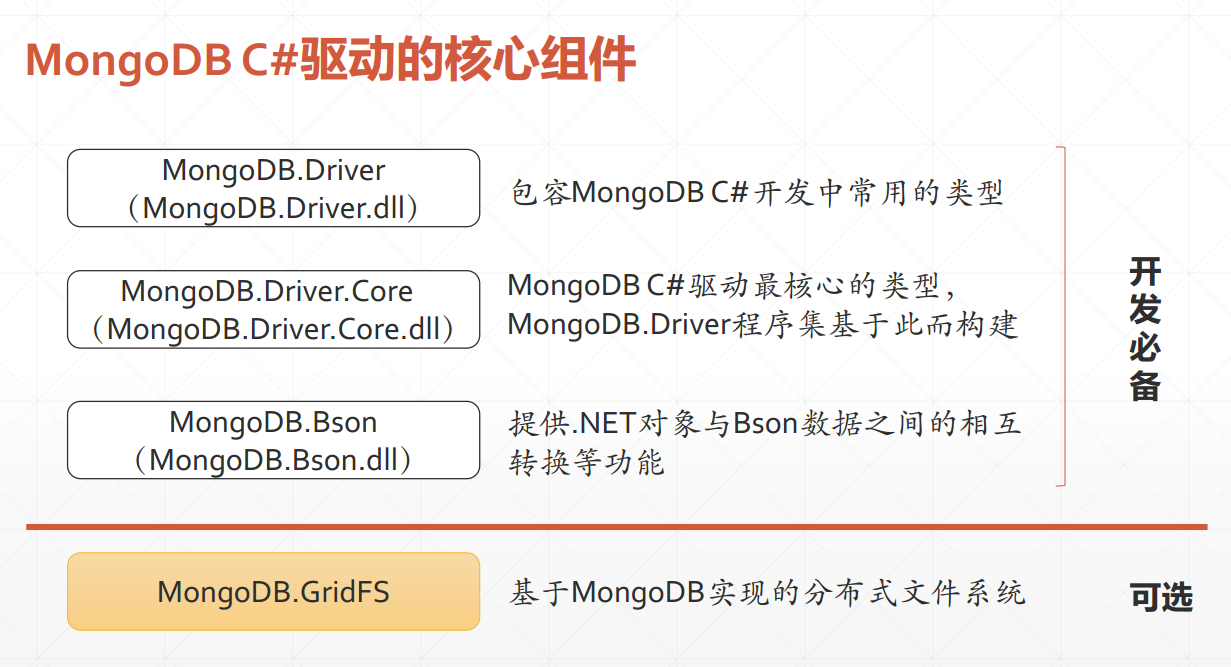 MongoDB C#驱动的核心组件
MongoDB.Driver
（MongoDB.Driver.dll）
包容MongoDB C#开发中常用的类型
MongoDB.Driver.Core
（MongoDB.Driver.Core.dll）
MongoDB C#驱动最核心的类型，
MongoDB.Driver程序集基于此而构建
MongoDB.Bson
（MongoDB.Bson.dll）
提供.NET对象与Bson数据之间的相互
转换等功能
开发必备
MongoDB.GridFS
基于MongoDB实现的分布式文件系统
可选